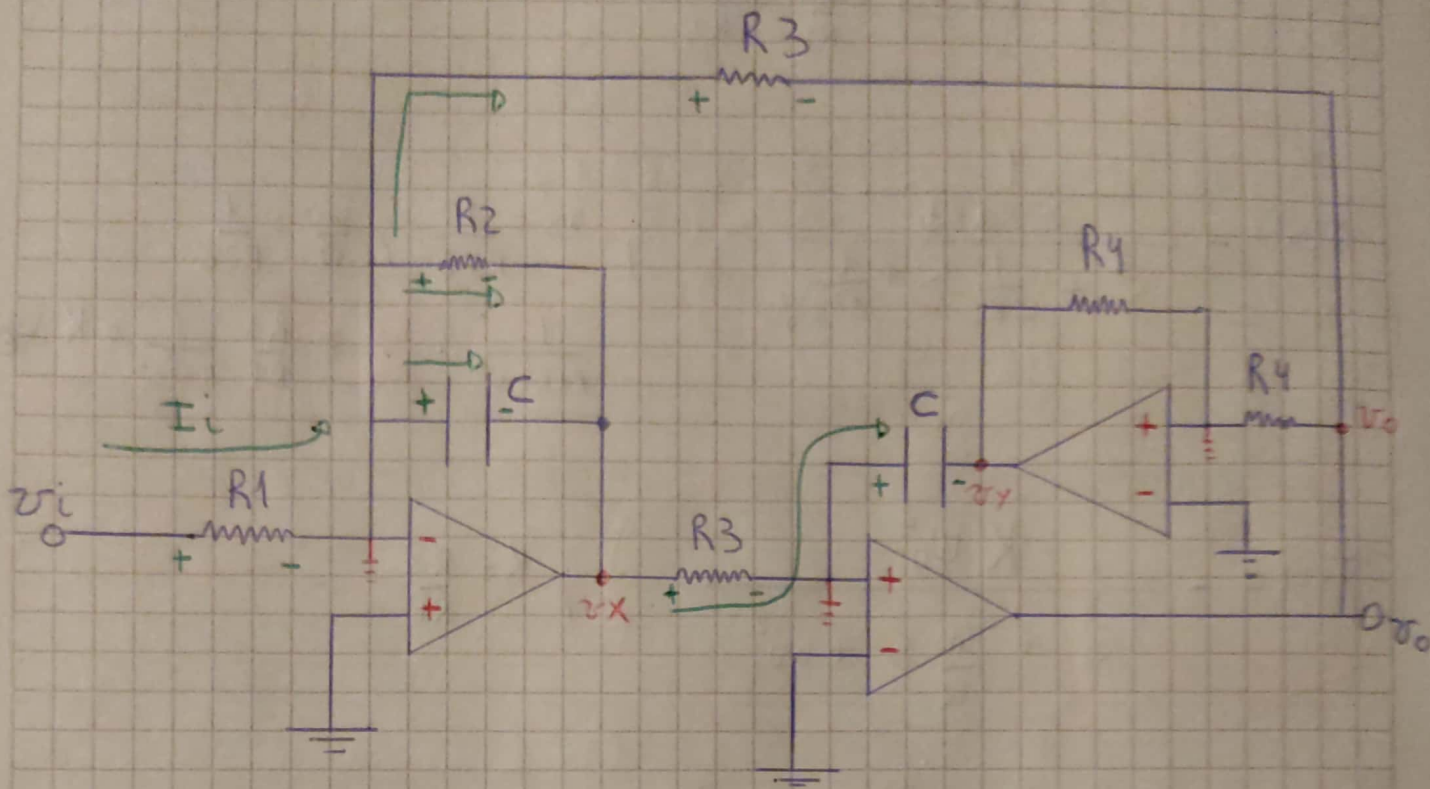 R3
+ -
R2
+ -
R4
+ C -
C
R4
Ii
+
vo
vi
R1
+ -
-
+
vx
R3
+ -
+ -
vy
-
+
-
vo